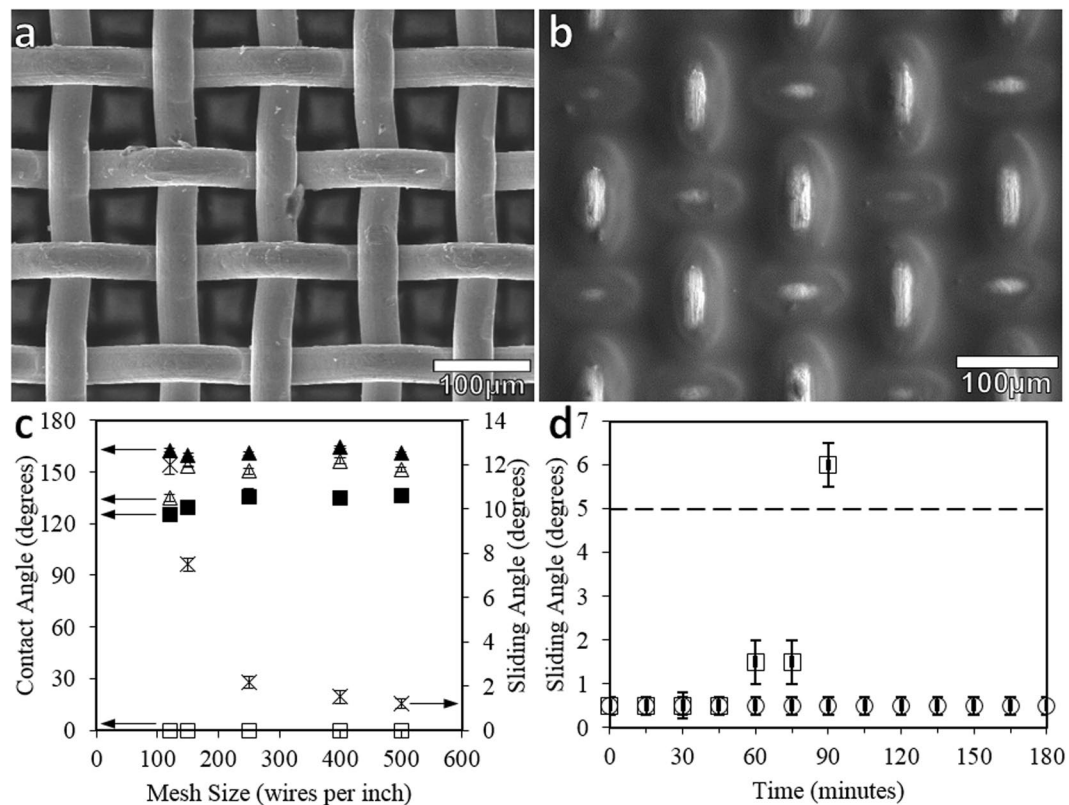 a
b
100µm
100µm
c
180
150
120
90
60
30
0
Contact Angle (degrees)
14
12
10
8
6
4
2
0
Sliding Angle (degrees)
0 100 200 300 400 500 600
Mesh Size (wires per inch)
d
7
6
5
4
3
2
1
0
Sliding Angle (degrees)
0 30 60 90 120 150 180
Time (minutes)